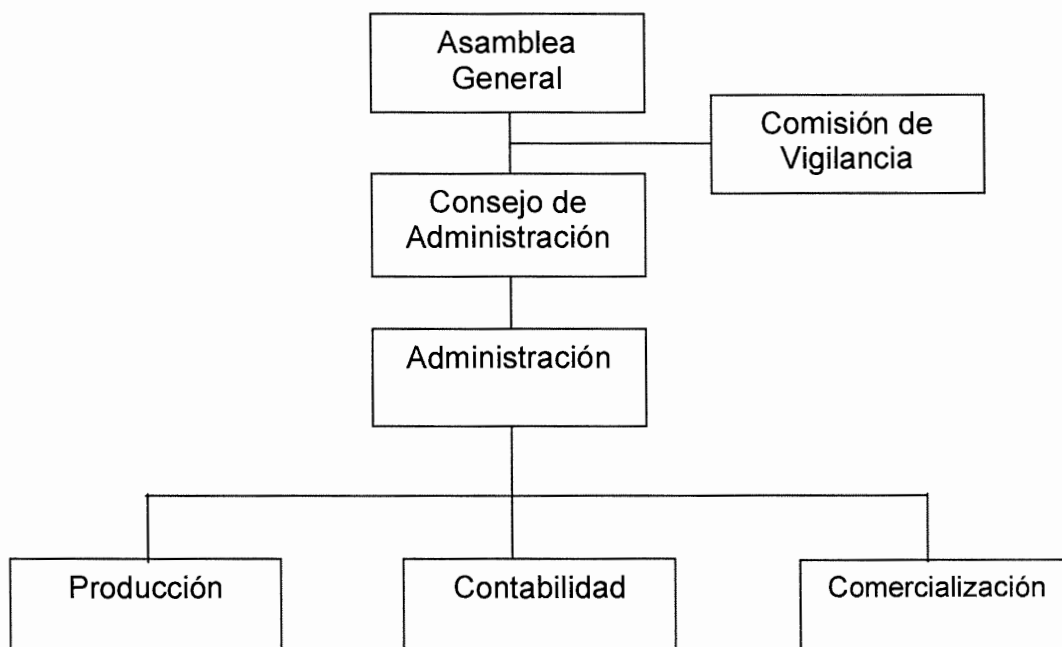 Asamblea
General
Comisión de
Vigilancia
Consejo de
Administración
Administración
Producción
Contabilidad
Comercialización